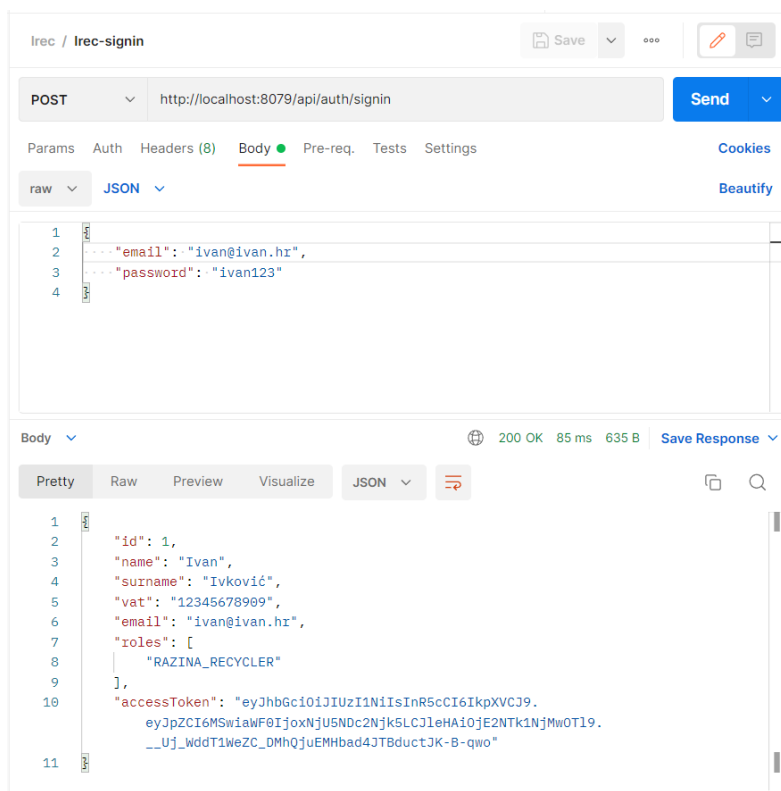 Irec / Irec-signin
Save
POST http://localhost:8079/api/auth/signin Send
Params Auth Headers (8) Body Pre-req. Tests Settings Cookies
raw JSON Beautify
1 {
2 "email": "ivan@ivan.hr",
3 "password": "ivan123"
4 }
Body 200 OK 85 ms 635 B Save Response
Pretty Raw Preview Visualize JSON
1 {
2 "id": 1,
3 "name": "Ivan",
4 "surname": "Ivković",
5 "vat": "12345678909",
6 "email": "ivan@ivan.hr",
7 "roles": [
8 "RAZINA_RECYCLER"
9 ],
10 "accessToken": "eyJhbGciOiJIUzI1NiIsInR5cCI6IkpXVCJ9.
eyJpZCI6MSwiaWF0IjoxNjU5NDc2Njk5LCJleHAiOjE2NTk1NjMwOTl9.
__Uj_WddT1WeZC_DMhQjuEMHbad4JTBductJK-B-qwo"
11 }